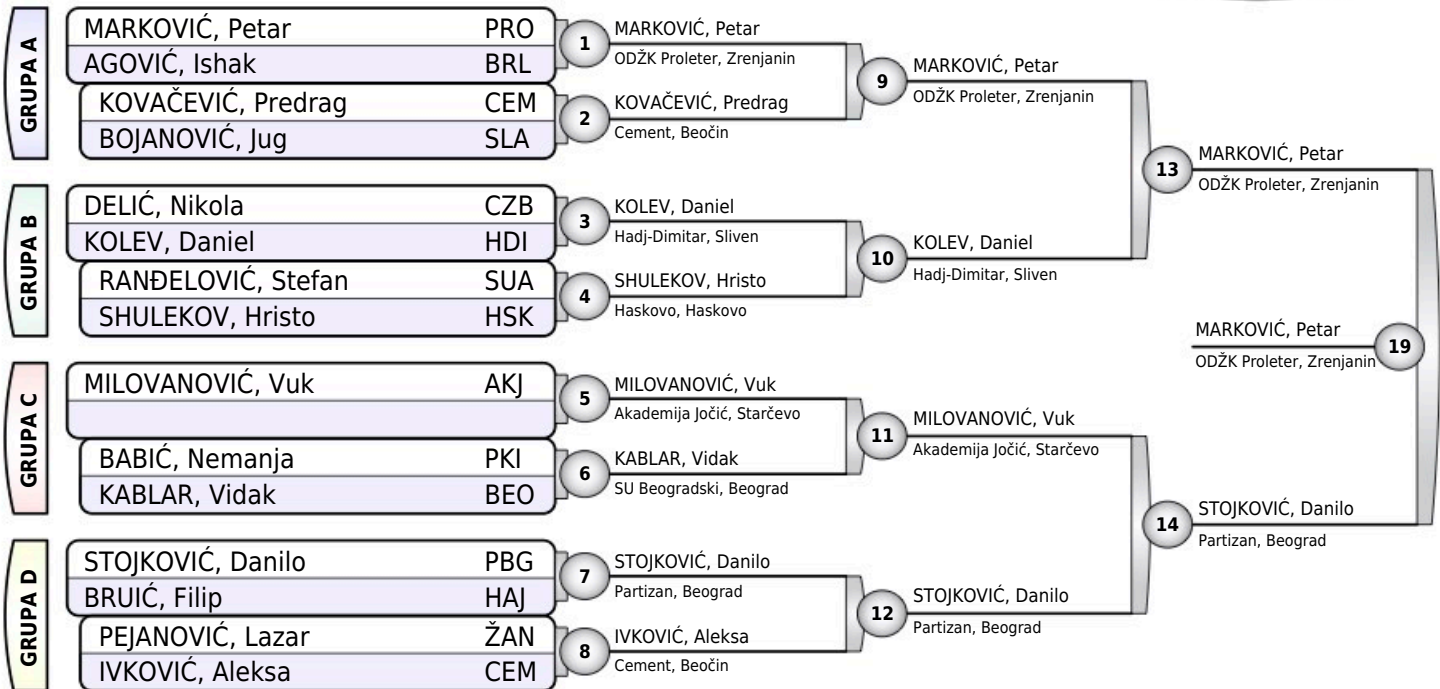 GRUPA A
MARKOVIĆ, Petar PRO
AGOVIĆ, Ishak BRL
KOVAČEVIĆ, Predrag CEM
BOJANOVIĆ, Jug SLA
GRUPA B
DELIĆ, Nikola CZB
KOLEV, Daniel HDI
RANĐELOVIĆ, Stefan SUA
SHULEKOV, Hristo HSK
GRUPA C
MILOVANOVIĆ, Vuk AKJ
BABIĆ, Nemanja PKI
KABLAR, Vidak BEO
GRUPA D
STOJKOVIĆ, Danilo PBG
BRUIĆ, Filip HAJ
PEJANOVIĆ, Lazar ŽAN
IVKOVIĆ, Aleksa CEM
1
MARKOVIĆ, Petar
ODŽK Proleter, Zrenjanin
2
KOVAČEVIĆ, Predrag
Cement, Beočin
3
KOLEV, Daniel
Hadj-Dimitar, Sliven
4
SHULEKOV, Hristo
Haskovo, Haskovo
5
MILOVANOVIĆ, Vuk
Akademija Jočić, Starčevo
6
KABLAR, Vidak
SU Beogradski, Beograd
7
STOJKOVIĆ, Danilo
Partizan, Beograd
8
IVKOVIĆ, Aleksa
Cement, Beočin
9
MARKOVIĆ, Petar
ODŽK Proleter, Zrenjanin
10
KOLEV, Daniel
Hadj-Dimitar, Sliven
11
MILOVANOVIĆ, Vuk
Akademija Jočić, Starčevo
12
STOJKOVIĆ, Danilo
Partizan, Beograd
13
MARKOVIĆ, Petar
ODŽK Proleter, Zrenjanin
14
STOJKOVIĆ, Danilo
Partizan, Beograd
MARKOVIĆ, Petar
ODŽK Proleter, Zrenjanin
19